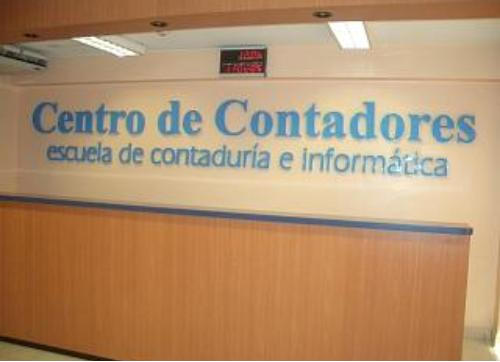 Centro de Contadores
escuela de contaduría e informática